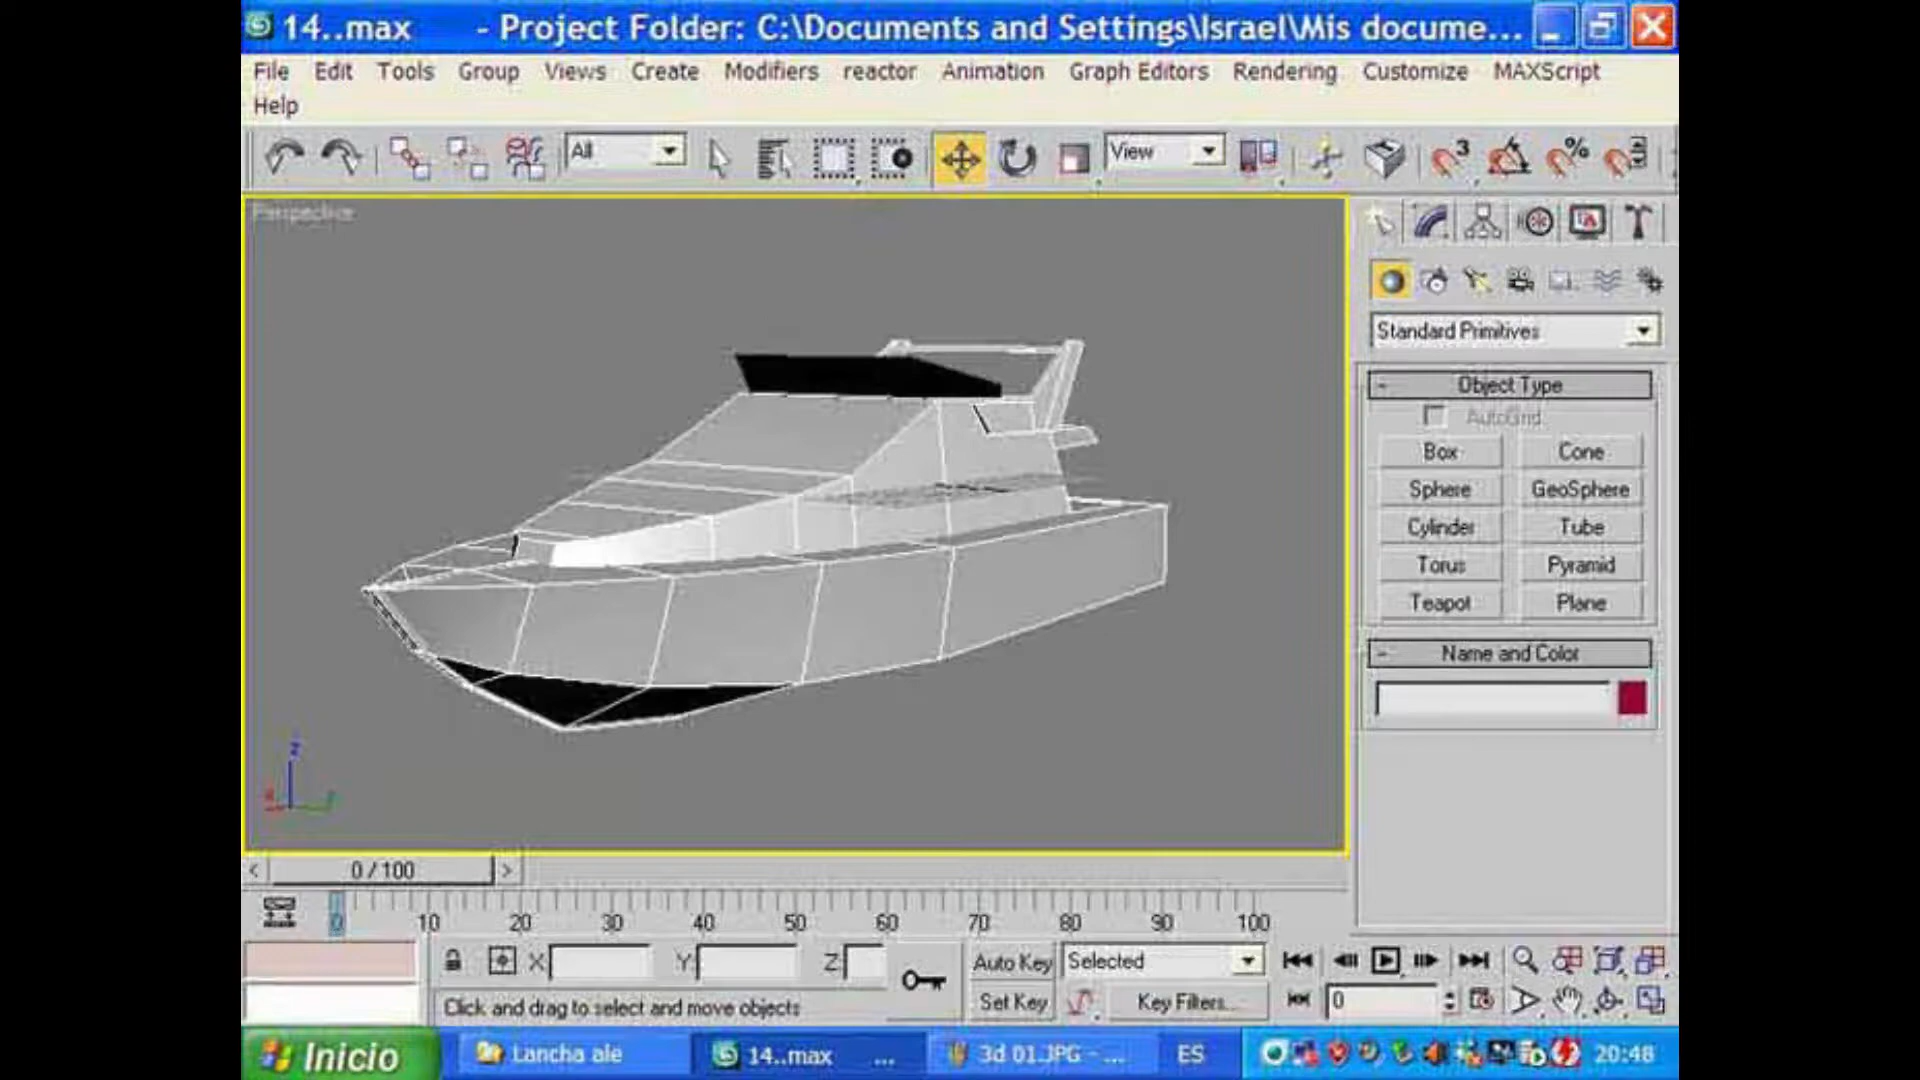 14..max - Project Folder: C:\Documents and Settings\Israel\Mis docume...
File Edit Tools Group Views Create Modifiers reactor Animation Graph Editors Rendering Customize MAXScript
Help
All View 3 %
Perspective
Standard Primitives
- Object Type
AutoGrid
Box Cone
Sphere GeoSphere
Cylinder Tube
Torus Pyramid
Teapot Plane
- Name and Color
z
< 0 / 100 >
0 10 20 30 40 50 60 70 80 90 100
X: Y: Z: Auto Key Selected
Click and drag to select and move objects Set Key Key Filters... 0
Inicio Lancha ale 14..max ... 3d 01.JPG - ... ES 20:48